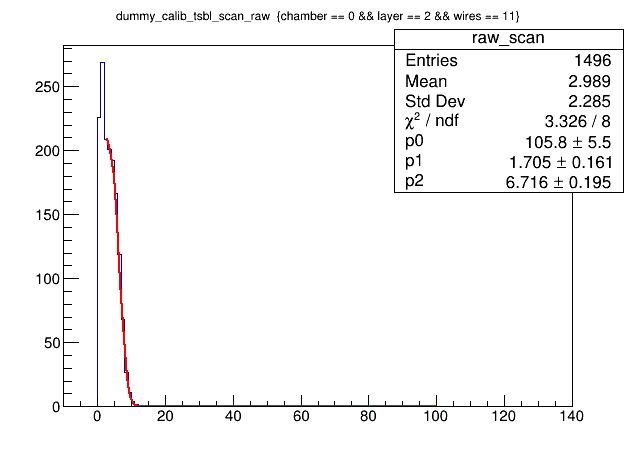 dummy_calib_tsbl_scan_raw {chamber == 0 && layer == 2 && wires == 11}
raw_scan
Entries 1496
Mean 2.989
Std Dev 2.285
χ² / ndf 3.326 / 8
p0 105.8 ± 5.5
p1 1.705 ± 0.161
p2 6.716 ± 0.195
250
200
150
100
50
0
0 20 40 60 80 100 120 140